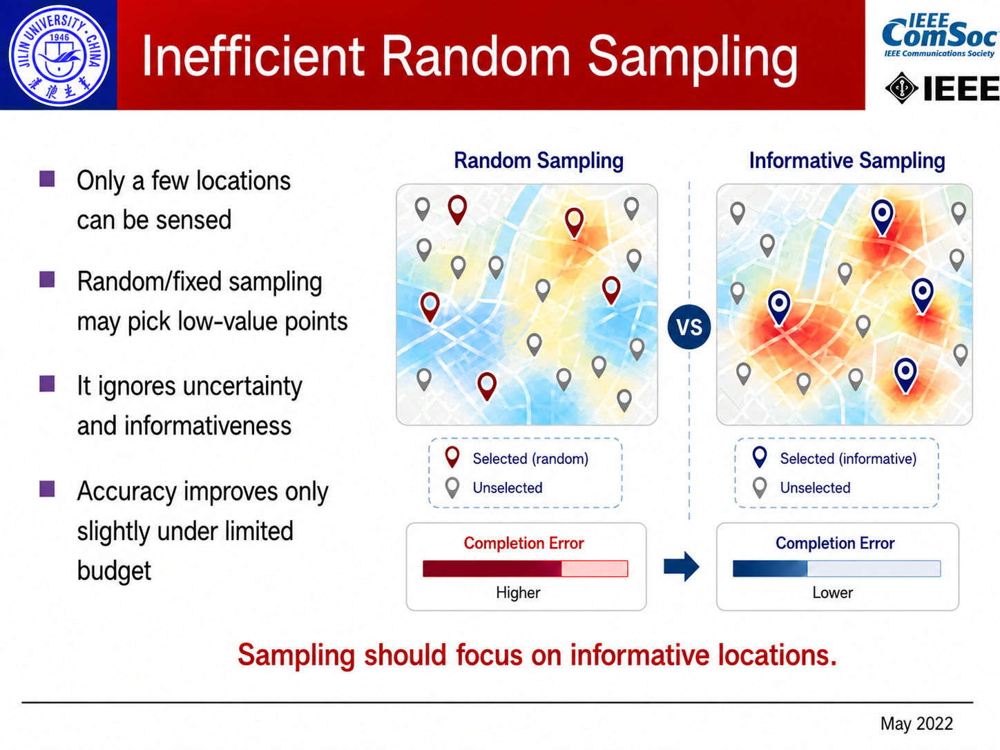 JILIN UNIVERSITY · CHINA
1946
Inefficient Random Sampling
IEEE
ComSoc
IEEE Communications Society
IEEE
Only a few locations
can be sensed
Random/fixed sampling
may pick low-value points
It ignores uncertainty
and informativeness
Accuracy improves only
slightly under limited
budget
Random Sampling
VS
Informative Sampling
Selected (random)
Unselected
Selected (informative)
Unselected
Completion Error
Higher
Completion Error
Lower
Sampling should focus on informative locations.
May 2022